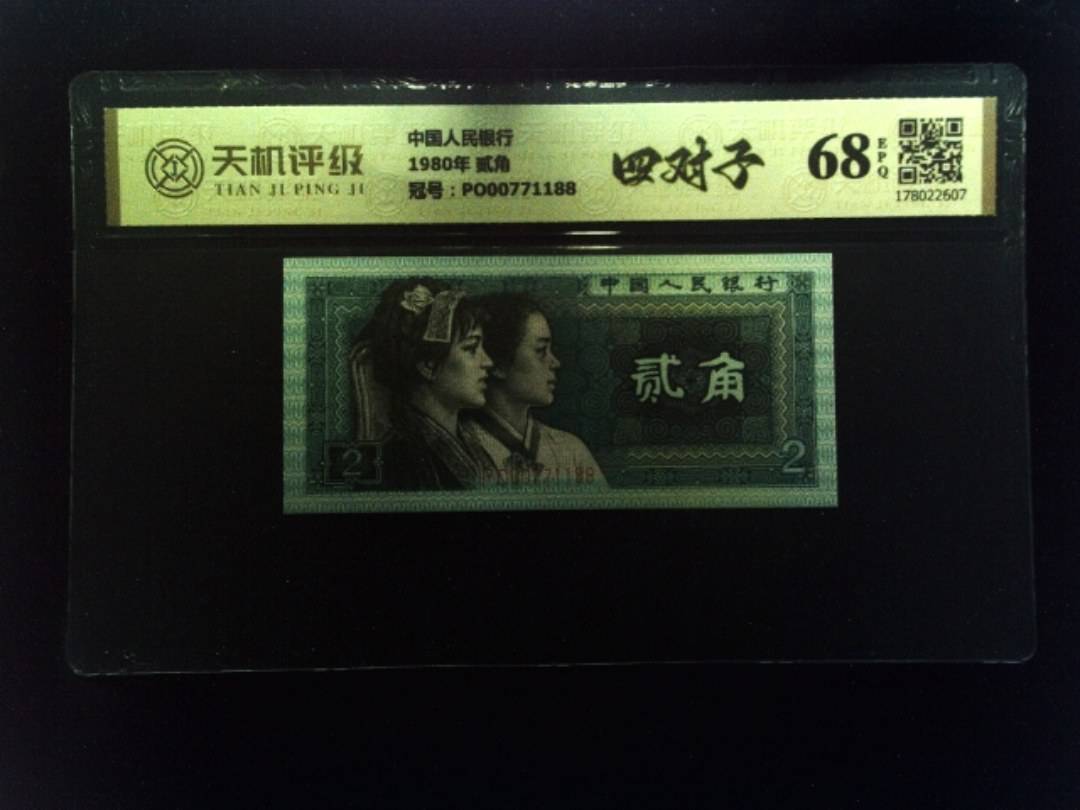 天机评级
TIAN JI PING JI
中国人民银行
1980年 贰角
冠号：PO00771188
四对子
68
EPQ
178022607
中国人民银行
贰角
2
2
PO00771188